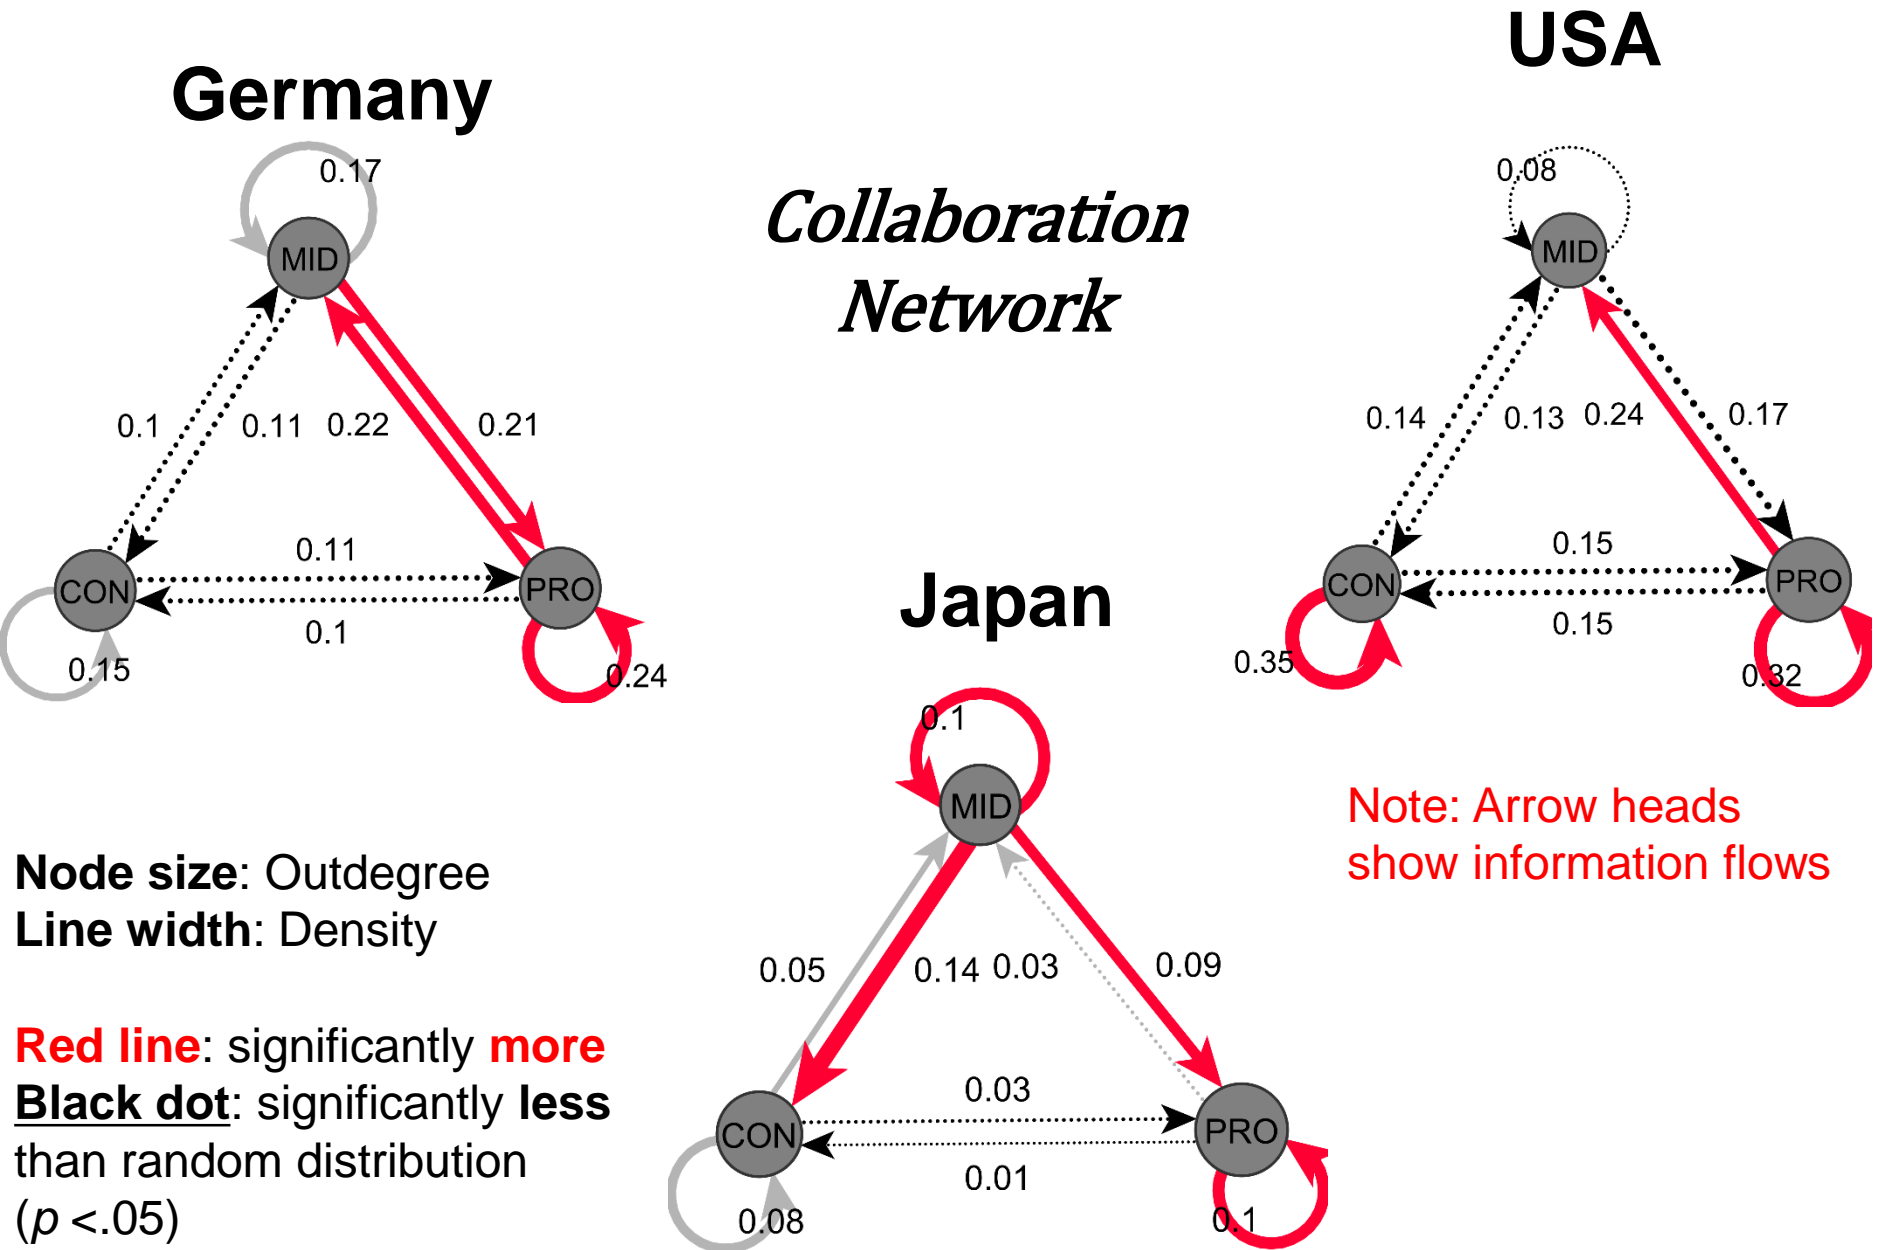 Germany
0.17
MID
0.1
0.11
0.22
0.21
0.11
CON
PRO
0.1
0.15
0.24
Collaboration
Network
USA
0.08
MID
0.14
0.13
0.24
0.17
0.15
CON
PRO
0.15
0.35
0.32
Japan
0.1
MID
0.05
0.14
0.03
0.09
0.03
CON
PRO
0.01
0.08
0.1
Note: Arrow heads
show information flows
Node size: Outdegree
Line width: Density
Red line: significantly more
Black dot: significantly less
than random distribution
(p <.05)